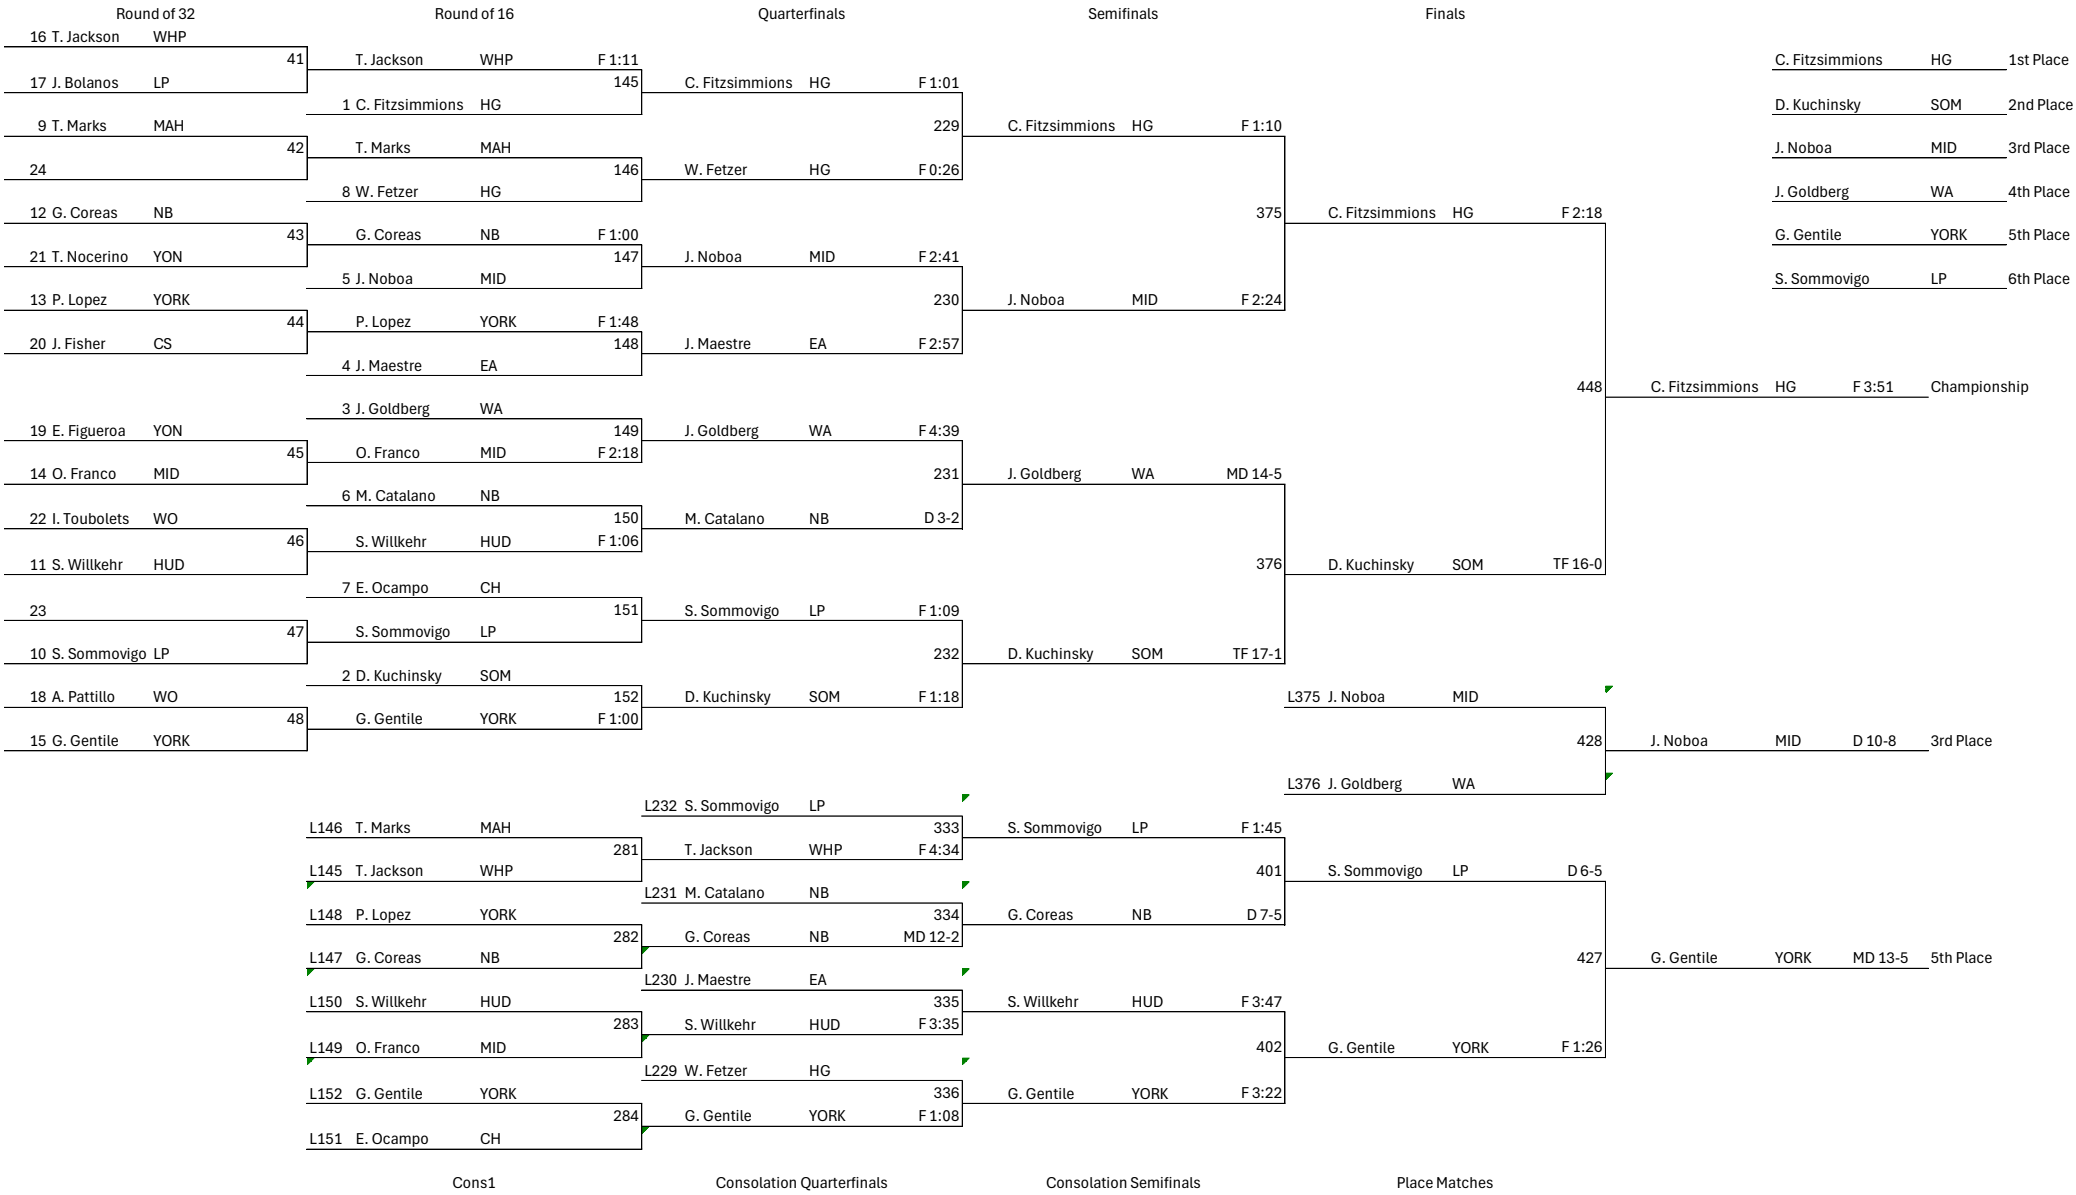 Round of 32 Round of 16 Quarterfinals Semifinals Finals
16 T. Jackson WHP
41 T. Jackson WHP F 1:11 C. Fitzsimmions HG 1st Place
17 J. Bolanos LP 145 C. Fitzsimmions HG F 1:01
1 C. Fitzsimmions HG D. Kuchinsky SOM 2nd Place
9 T. Marks MAH 229 C. Fitzsimmions HG F 1:10
42 T. Marks MAH J. Noboa MID 3rd Place
24 146 W. Fetzer HG F 0:26
8 W. Fetzer HG J. Goldberg WA 4th Place
12 G. Coreas NB 375 C. Fitzsimmions HG F 2:18
43 G. Coreas NB F 1:00 G. Gentile YORK 5th Place
21 T. Nocerino YON 147 J. Noboa MID F 2:41
5 J. Noboa MID S. Sommovigo LP 6th Place
13 P. Lopez YORK 230 J. Noboa MID F 2:24
44 P. Lopez YORK F 1:48
20 J. Fisher CS 148 J. Maestre EA F 2:57
4 J. Maestre EA
448 C. Fitzsimmions HG F 3:51 Championship
3 J. Goldberg WA
19 E. Figueroa YON 149 J. Goldberg WA F 4:39
45 O. Franco MID F 2:18
14 O. Franco MID 231 J. Goldberg WA MD 14-5
6 M. Catalano NB
22 I. Toubolets WO 150 M. Catalano NB D 3-2
46 S. Willkehr HUD F 1:06
11 S. Willkehr HUD 376 D. Kuchinsky SOM TF 16-0
7 E. Ocampo CH
23 151 S. Sommovigo LP F 1:09
47 S. Sommovigo LP
10 S. Sommovigo LP 232 D. Kuchinsky SOM TF 17-1
2 D. Kuchinsky SOM
18 A. Pattillo WO 152 D. Kuchinsky SOM F 1:18 L375 J. Noboa MID
48 G. Gentile YORK F 1:00
15 G. Gentile YORK 428 J. Noboa MID D 10-8 3rd Place
L376 J. Goldberg WA
L232 S. Sommovigo LP
L146 T. Marks MAH 333 S. Sommovigo LP F 1:45
281 T. Jackson WHP F 4:34
L145 T. Jackson WHP 401 S. Sommovigo LP D 6-5
L231 M. Catalano NB
L148 P. Lopez YORK 334 G. Coreas NB D 7-5
282 G. Coreas NB MD 12-2
L147 G. Coreas NB 427 G. Gentile YORK MD 13-5 5th Place
L230 J. Maestre EA
L150 S. Willkehr HUD 335 S. Willkehr HUD F 3:47
283 S. Willkehr HUD F 3:35
L149 O. Franco MID 402 G. Gentile YORK F 1:26
L229 W. Fetzer HG
L152 G. Gentile YORK 336 G. Gentile YORK F 3:22
284 G. Gentile YORK F 1:08
L151 E. Ocampo CH
Cons1 Consolation Quarterfinals Consolation Semifinals Place Matches